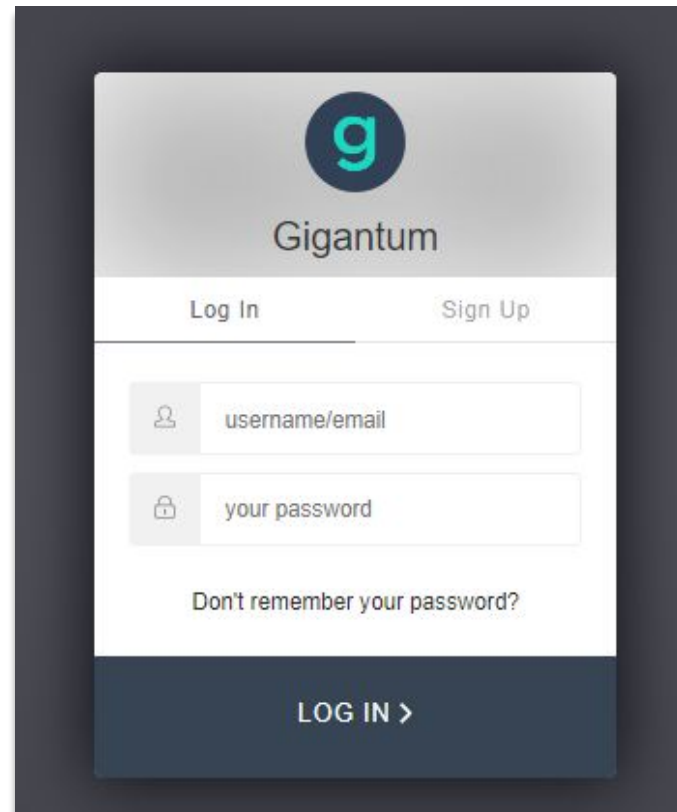 g
Gigantum
Log In Sign Up
username/email
your password
Don't remember your password?
LOG IN >